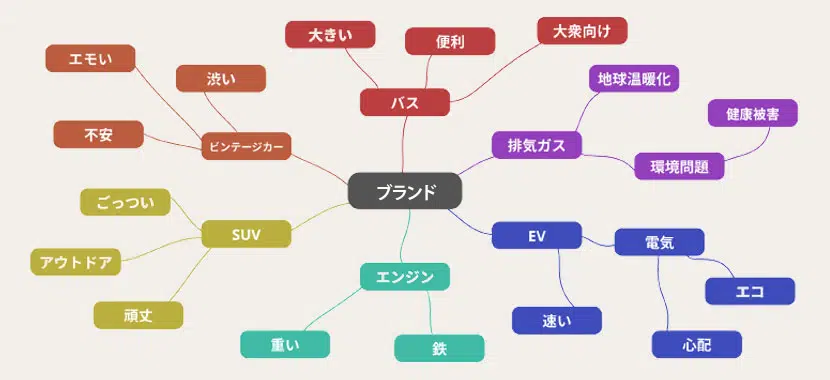 大きい
便利
大衆向け
バス
エモい
渋い
不安
ビンテージカー
地球温暖化
健康被害
排気ガス
環境問題
ブランド
ごっつい
SUV
アウトドア
頑丈
EV
電気
エコ
速い
心配
エンジン
重い
鉄